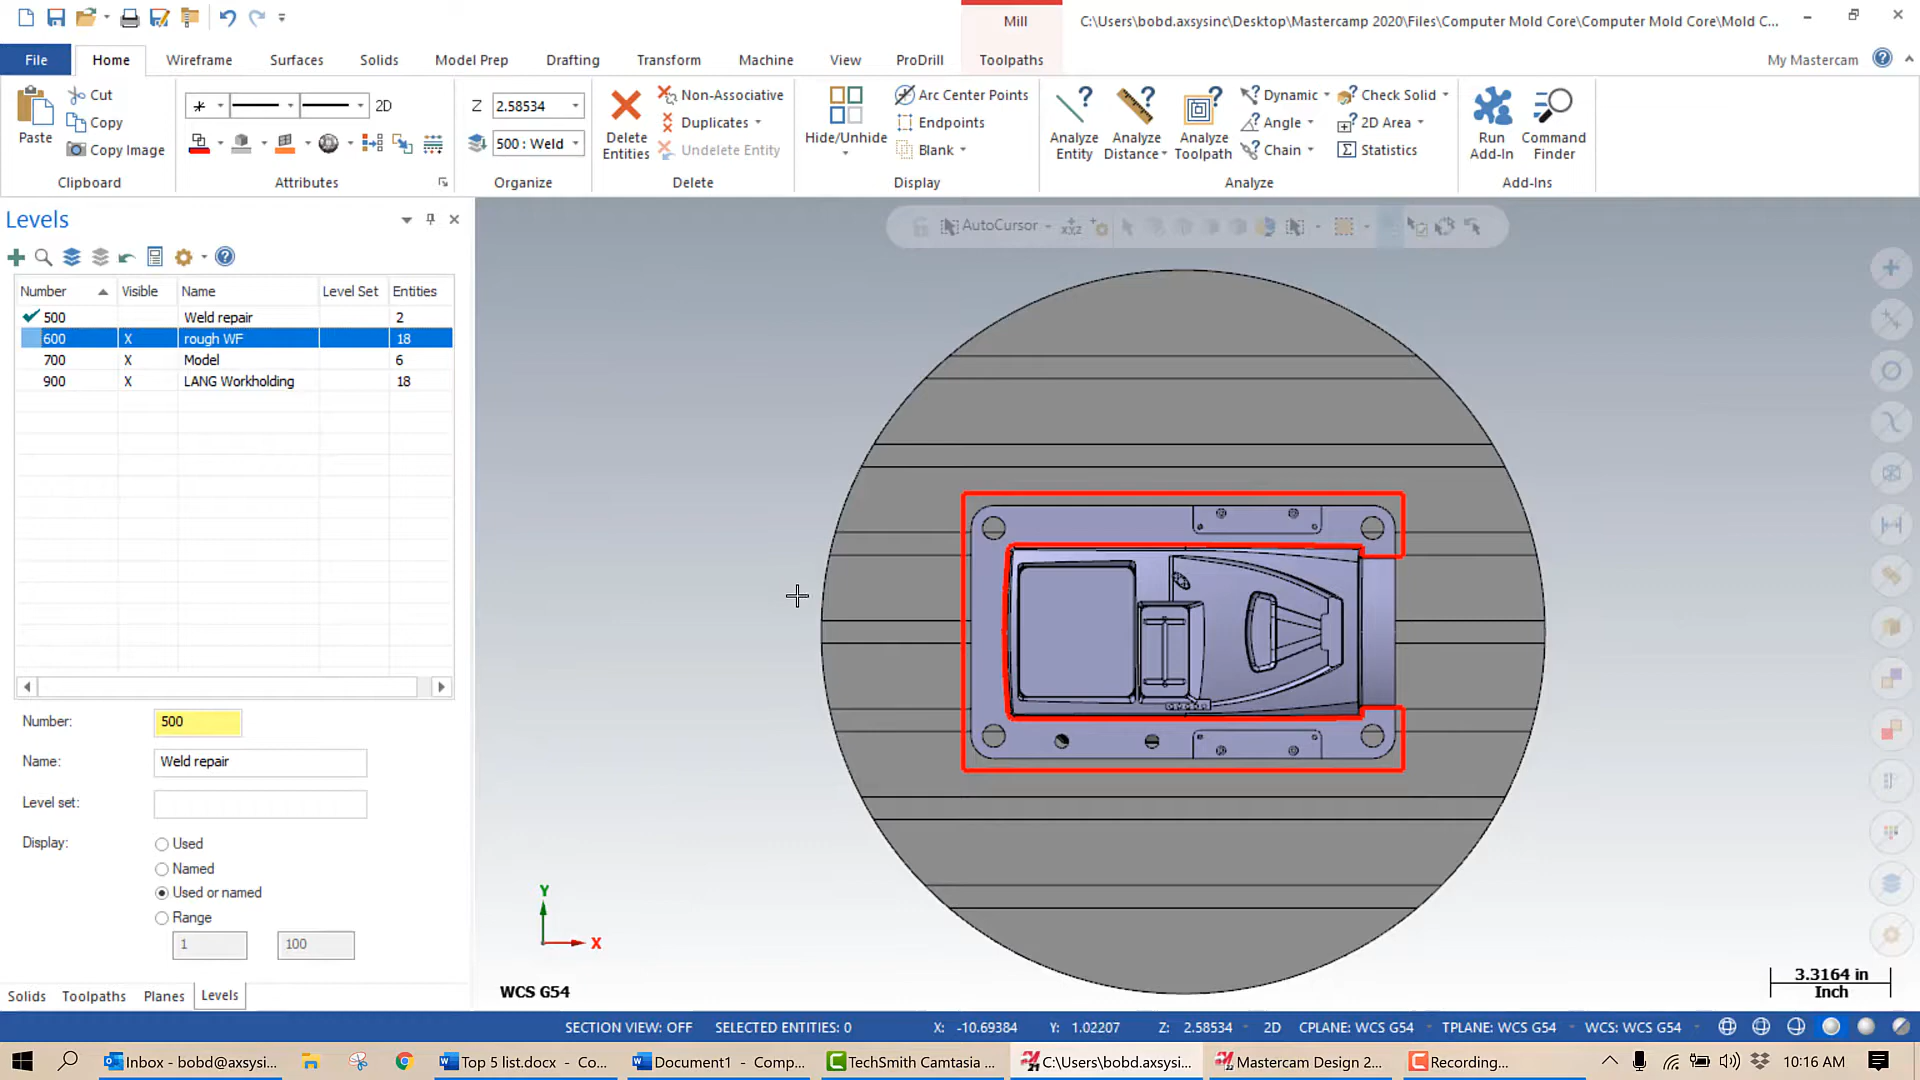 Mill
C:\Users\bobd.axsysinc\Desktop\Mastercamp 2020\Files\Computer Mold Core\Computer Mold Core\Mold C...
File Home Wireframe Surfaces Solids Model Prep Drafting Transform Machine View ProDrill Toolpaths My Mastercam
Paste
Cut
Copy
Copy Image
Clipboard
2D
Attributes
Z 2.58534
500 : Weld
Organize
Delete Entities
Non-Associative
Duplicates
Undelete Entity
Delete
Hide/Unhide
Arc Center Points
Endpoints
Blank
Display
Analyze Entity
Analyze Distance
Analyze Toolpath
Dynamic
Angle
Chain
Check Solid
2D Area
Statistics
Analyze
Run Add-In
Command Finder
Add-Ins
Levels
AutoCursor
Number Visible Name Level Set Entities
500 Weld repair 2
600 X rough WF 18
700 X Model 6
900 X LANG Workholding 18
Number: 500
Name: Weld repair
Level set:
Display: Used
Named
Used or named
Range
1 100
Solids Toolpaths Planes Levels
Y
X
WCS G54
3.3164 in
Inch
SECTION VIEW: OFF SELECTED ENTITIES: 0 X: -10.69384 Y: 1.02207 Z: 2.58534 2D CPLANE: WCS G54 TPLANE: WCS G54 WCS: WCS G54
Inbox - bobd@axsysi... Top 5 list.docx - Co... Document1 - Comp... TechSmith Camtasia ... C:\Users\bobd.axsysi... Mastercam Design 2... Recording... 10:16 AM